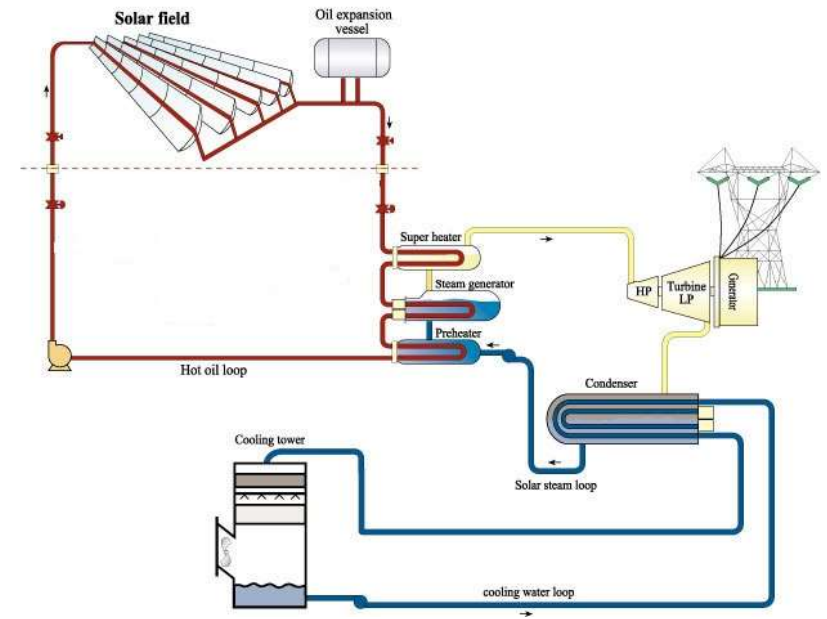 Solar field
Oil expansion
vessel
Super heater
Steam generator
HP
Turbine
LP
Generator
Preheater
Hot oil loop
Condenser
Cooling tower
Solar steam loop
cooling water loop